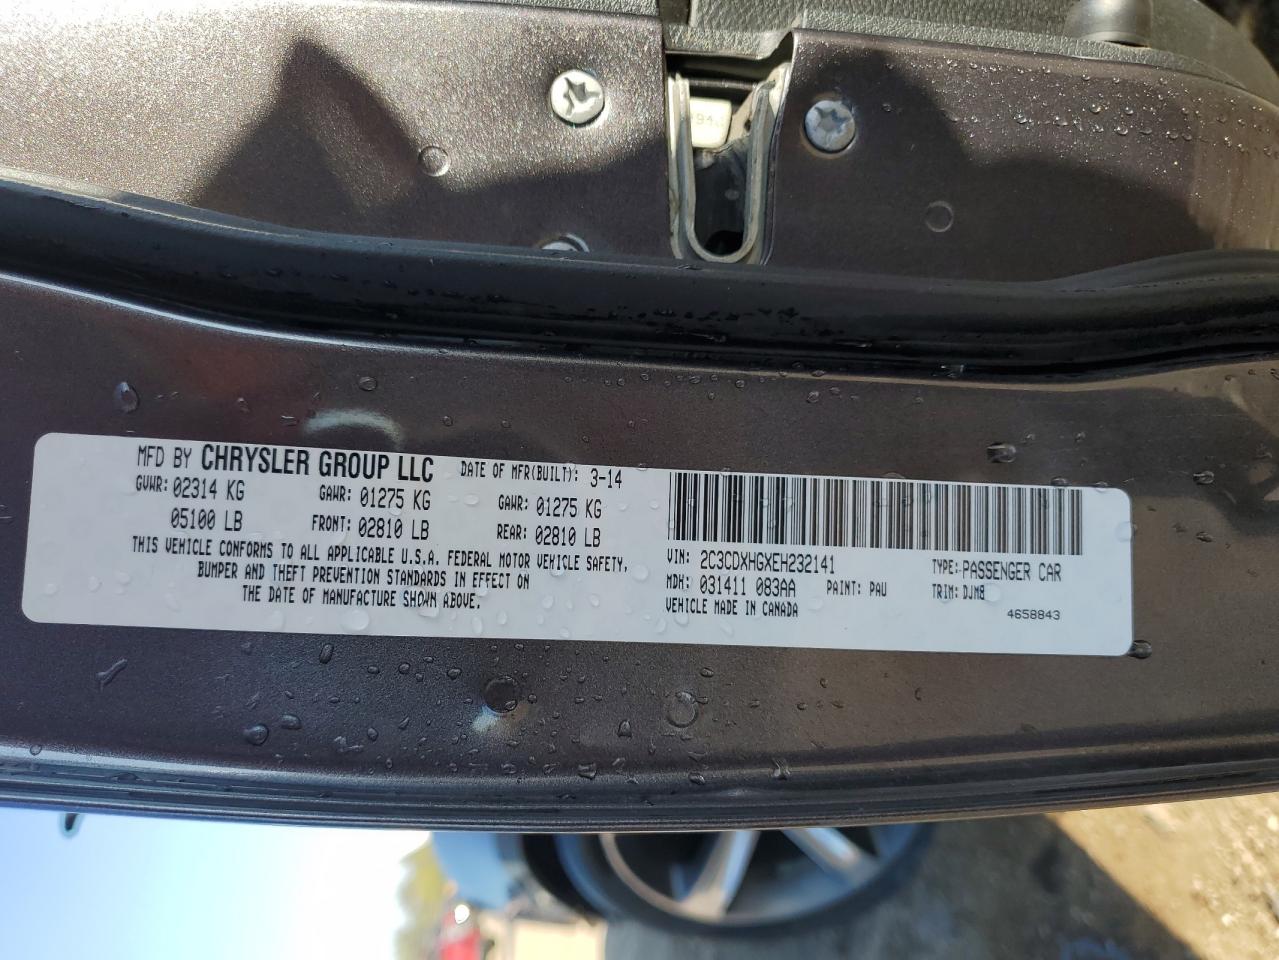 MFD BY CHRYSLER GROUP LLC DATE OF MFR(BUILT): 3-14
GVWR: 02314 KG GAWR: 01275 KG GAWR: 01275 KG
05100 LB FRONT: 02810 LB REAR: 02810 LB
THIS VEHICLE CONFORMS TO ALL APPLICABLE U.S.A. FEDERAL MOTOR VEHICLE SAFETY,
BUMPER AND THEFT PREVENTION STANDARDS IN EFFECT ON
THE DATE OF MANUFACTURE SHOWN ABOVE.
VIN: 2C3CDXHGXEH232141 TYPE: PASSENGER CAR
MDH: 031411 083AA PAINT: PAU TRIM: DJM8
VEHICLE MADE IN CANADA 4658843